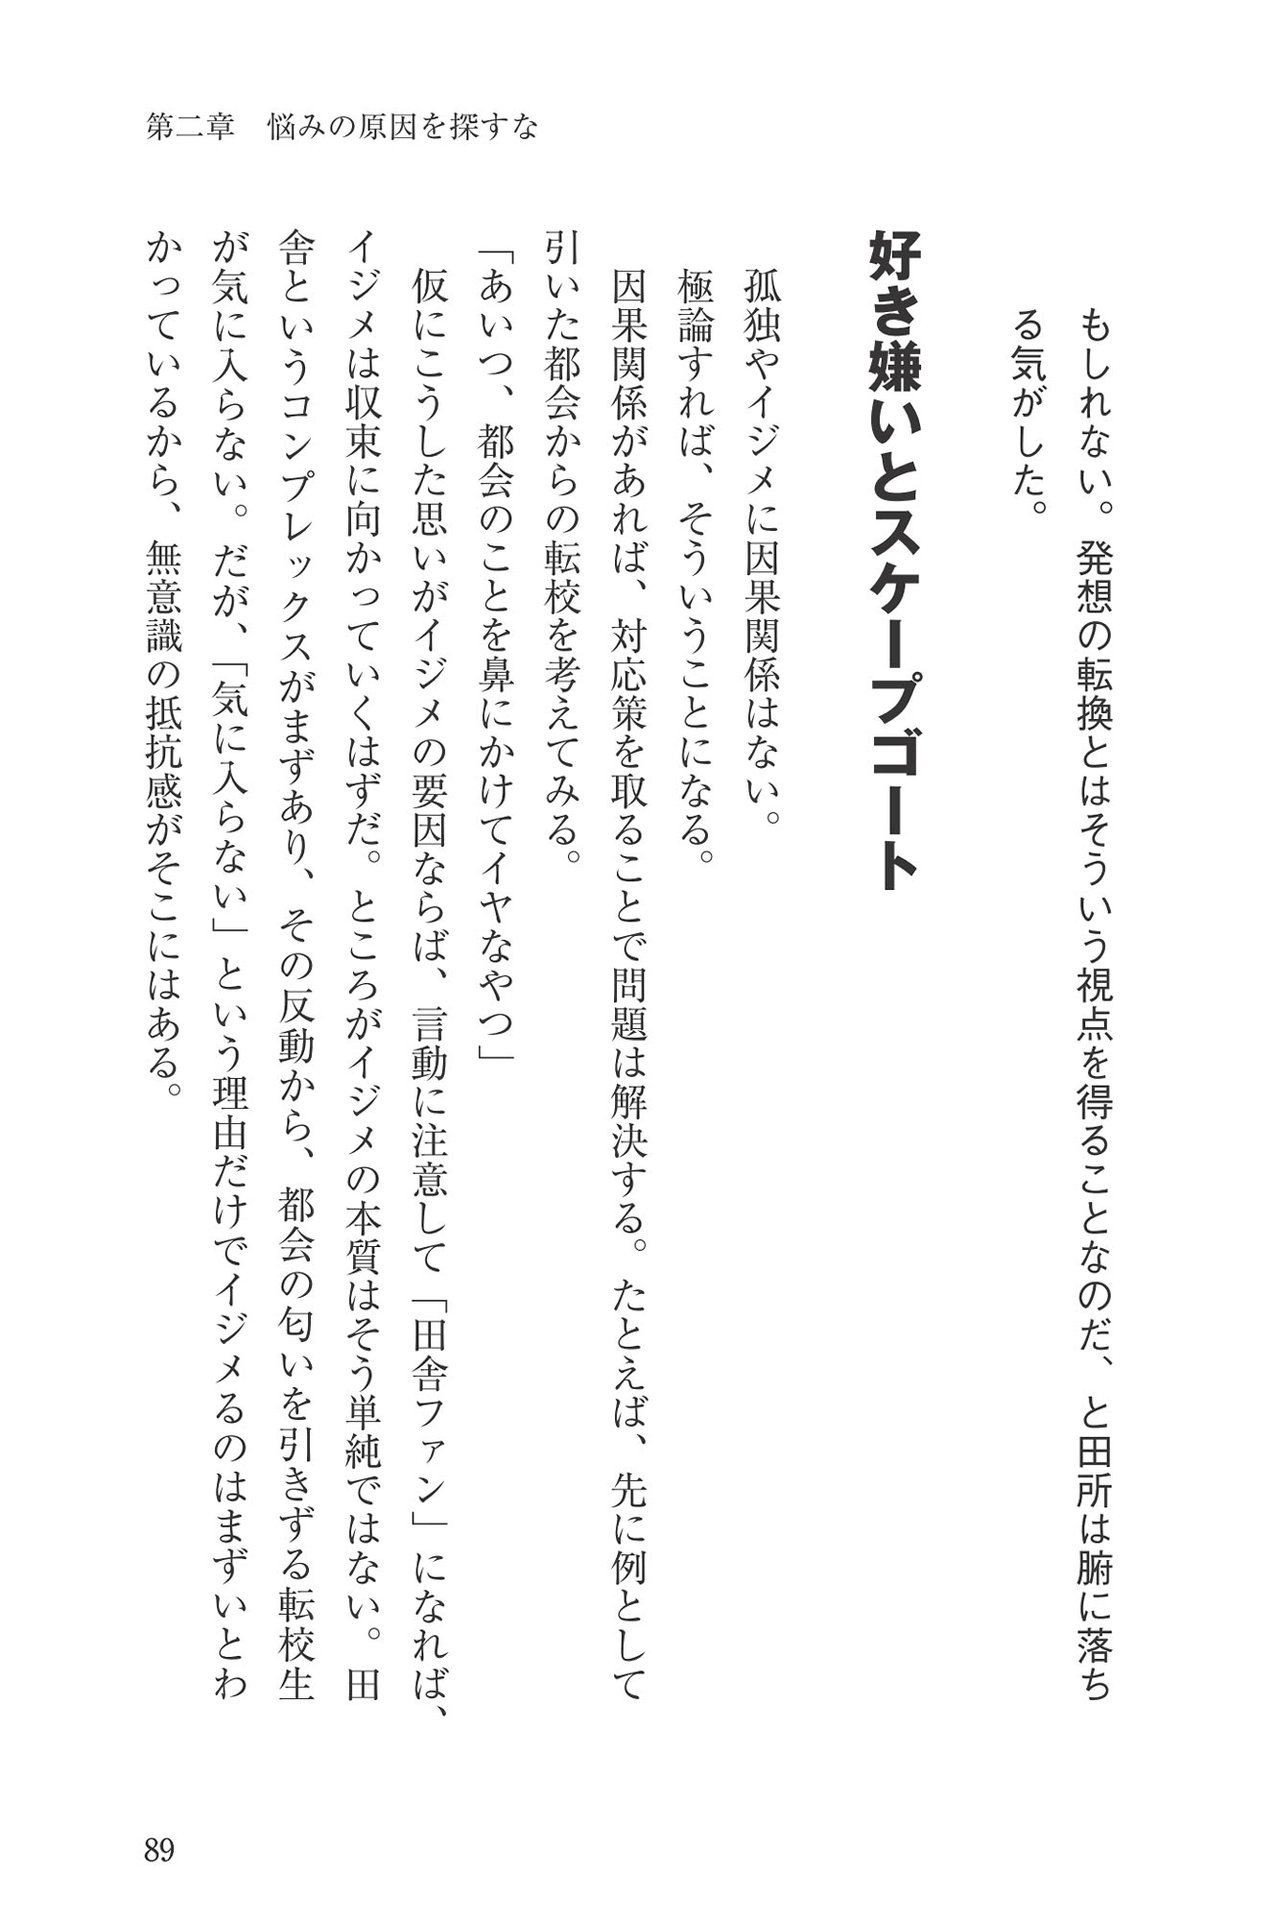 第二章　悩みの原因を探すな
もしれない。発想の転換とはそういう視点を得ることなのだ、と田所は腑に落ち
る気がした。
好き嫌いとスケープゴート
孤独やイジメに因果関係はない。
極論すれば、そういうことになる。
因果関係があれば、対応策を取ることで問題は解決する。たとえば、先に例として
引いた都会からの転校を考えてみる。
「あいつ、都会のことを鼻にかけてイヤなやつ」
仮にこうした思いがイジメの要因ならば、言動に注意して「田舎ファン」になれば、
イジメは収束に向かっていくはずだ。ところがイジメの本質はそう単純ではない。田
舎というコンプレックスがまずあり、その反動から、都会の匂いを引きずる転校生
が気に入らない。だが、「気に入らない」という理由だけでイジメるのはまずいとわ
かっているから、無意識の抵抗感がそこにはある。
89